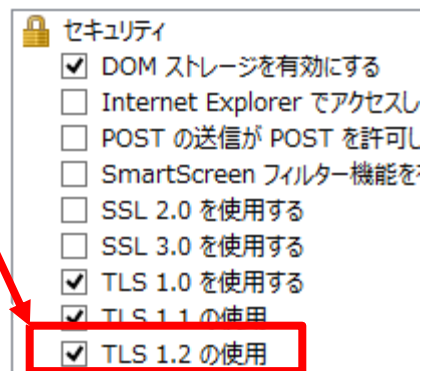 セキュリティ
DOM ストレージを有効にする
Internet Explorer でアクセスし
POST の送信が POST を許可し
SmartScreen フィルター機能を
SSL 2.0 を使用する
SSL 3.0 を使用する
TLS 1.0 を使用する
TLS 1.1 の使用
TLS 1.2 の使用